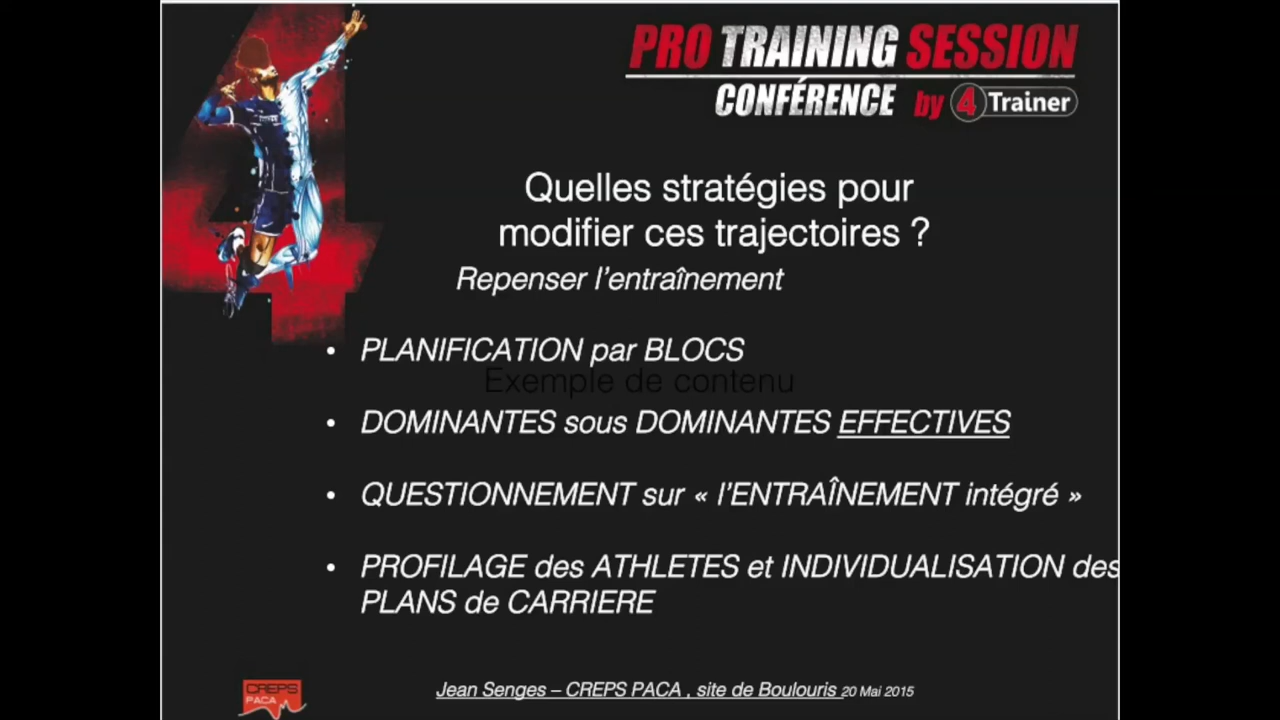 PRO TRAINING SESSION
CONFÉRENCE by 4 Trainer
Quelles stratégies pour
modifier ces trajectoires ?
Repenser l'entraînement
• PLANIFICATION par BLOCS
Exemple de contenu
• DOMINANTES sous DOMINANTES EFFECTIVES
• QUESTIONNEMENT sur « l'ENTRAÎNEMENT intégré »
• PROFILAGE des ATHLETES et INDIVIDUALISATION des
PLANS de CARRIERE
CREPS
PACA
Jean Senges – CREPS PACA , site de Boulouris 20 Mai 2015